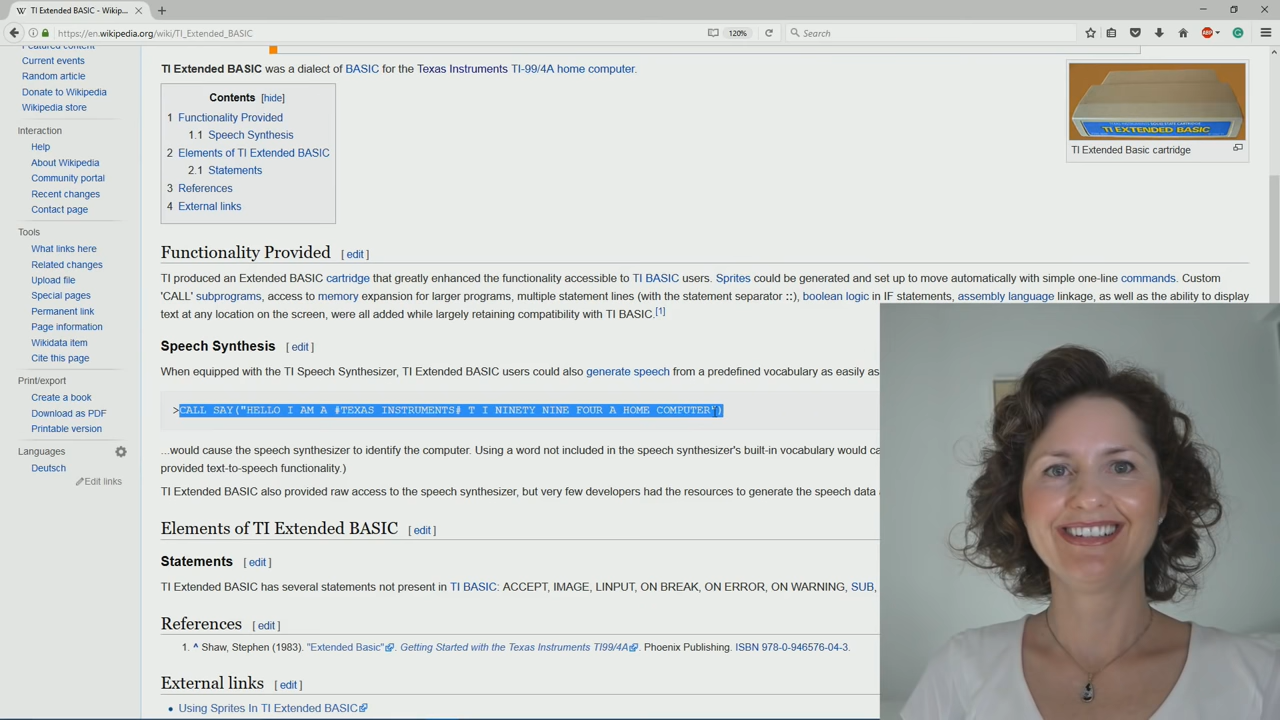 TI Extended BASIC - Wikip...
https://en.wikipedia.org/wiki/TI_Extended_BASIC
120%
Search
Featured content
Current events
Random article
Donate to Wikipedia
Wikipedia store
Interaction
Help
About Wikipedia
Community portal
Recent changes
Contact page
Tools
What links here
Related changes
Upload file
Special pages
Permanent link
Page information
Wikidata item
Cite this page
Print/export
Create a book
Download as PDF
Printable version
Languages
Deutsch
Edit links
TI Extended BASIC was a dialect of BASIC for the Texas Instruments TI-99/4A home computer.
Contents [hide]
1 Functionality Provided
1.1 Speech Synthesis
2 Elements of TI Extended BASIC
2.1 Statements
3 References
4 External links
TI EXTENDED BASIC
TI Extended Basic cartridge
Functionality Provided [ edit ]
TI produced an Extended BASIC cartridge that greatly enhanced the functionality accessible to TI BASIC users. Sprites could be generated and set up to move automatically with simple one-line commands. Custom
'CALL' subprograms, access to memory expansion for larger programs, multiple statement lines (with the statement separator ::), boolean logic in IF statements, assembly language linkage, as well as the ability to display
text at any location on the screen, were all added while largely retaining compatibility with TI BASIC.[1]
Speech Synthesis [ edit ]
When equipped with the TI Speech Synthesizer, TI Extended BASIC users could also generate speech from a predefined vocabulary as easily as
>CALL SAY("HELLO I AM A #TEXAS INSTRUMENTS# T I NINETY NINE FOUR A HOME COMPUTER")
...would cause the speech synthesizer to identify the computer. Using a word not included in the speech synthesizer's built-in vocabulary would ca
provided text-to-speech functionality.)
TI Extended BASIC also provided raw access to the speech synthesizer, but very few developers had the resources to generate the speech data
Elements of TI Extended BASIC [ edit ]
Statements [ edit ]
TI Extended BASIC has several statements not present in TI BASIC: ACCEPT, IMAGE, LINPUT, ON BREAK, ON ERROR, ON WARNING, SUB,
References [ edit ]
1. ^ Shaw, Stephen (1983). "Extended Basic". Getting Started with the Texas Instruments TI99/4A. Phoenix Publishing. ISBN 978-0-946576-04-3.
External links [ edit ]
• Using Sprites In TI Extended BASIC